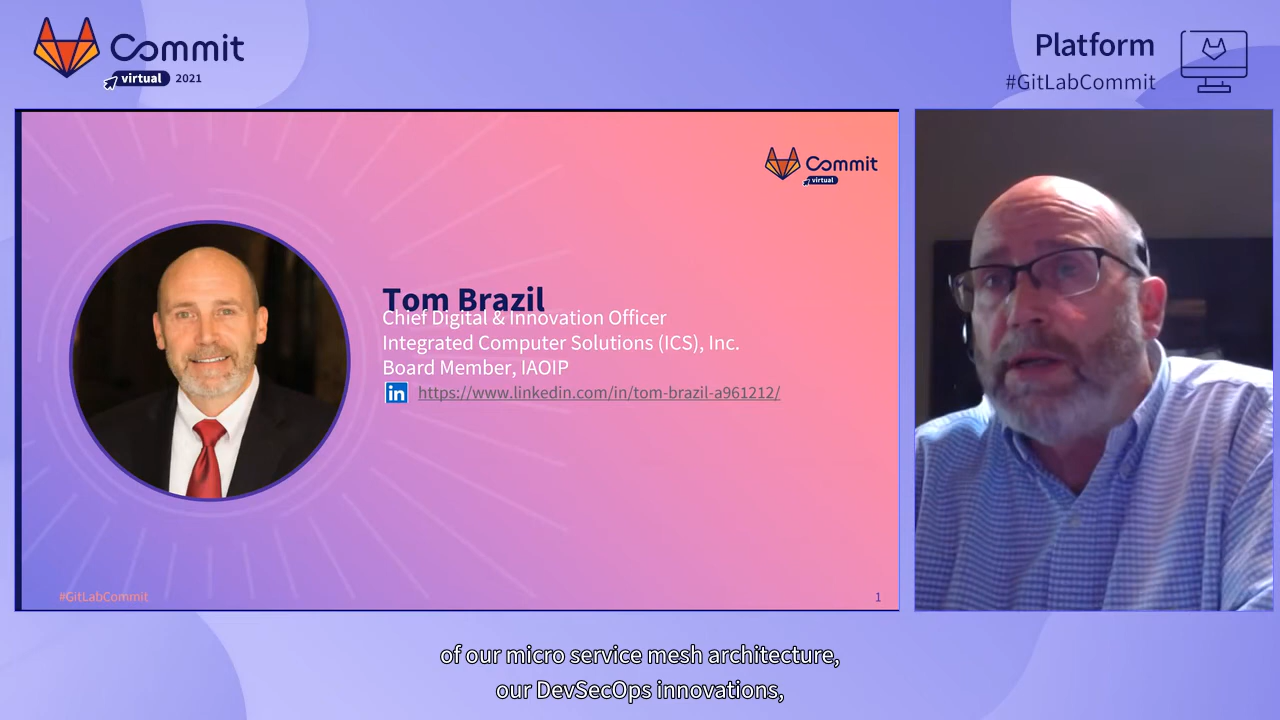 Commit
virtual 2021
Platform
#GitLabCommit
Commit
virtual
Tom Brazil
Chief Digital & Innovation Officer
Integrated Computer Solutions (ICS), Inc.
Board Member, IAOIP
in https://www.linkedin.com/in/tom-brazil-a961212/
#GitLabCommit
1
of our micro service mesh architecture,
our DevSecOps innovations,